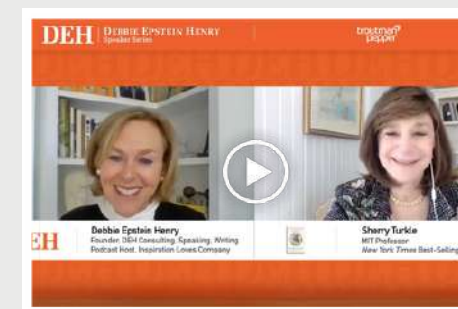 DEH DEBBIE EPSTEIN HENRY
Speaker Series
troutman
pepper
EH
Debbie Epstein Henry
Founder, DEH Consulting, Speaking, Writing
Podcast Host, Inspiration Loves Company
Sherry Turkle
MIT Professor
New York Times Best-Selling